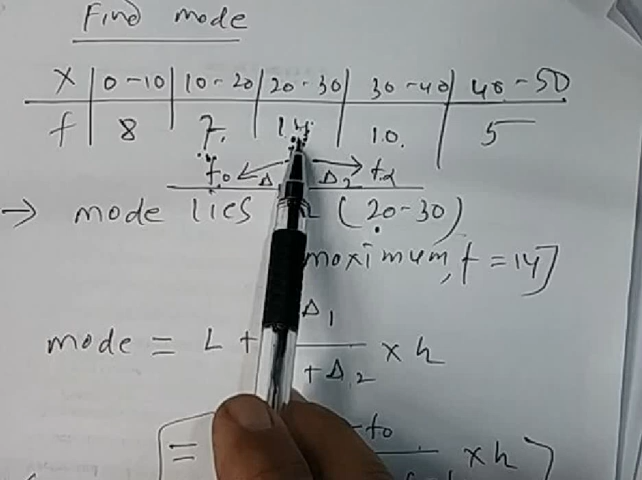 Find mode
X | 0-10 | 10-20 | 20-30 | 30-40 | 40-50
f | 8 | 7 | 14 | 10 | 5
f₀ ← Δ Δ₂ → f₂
→ mode lies (20-30)
maximum, f = 14]
mode = L + Δ₁ / + Δ₂ × h
[= -f₀ × h]